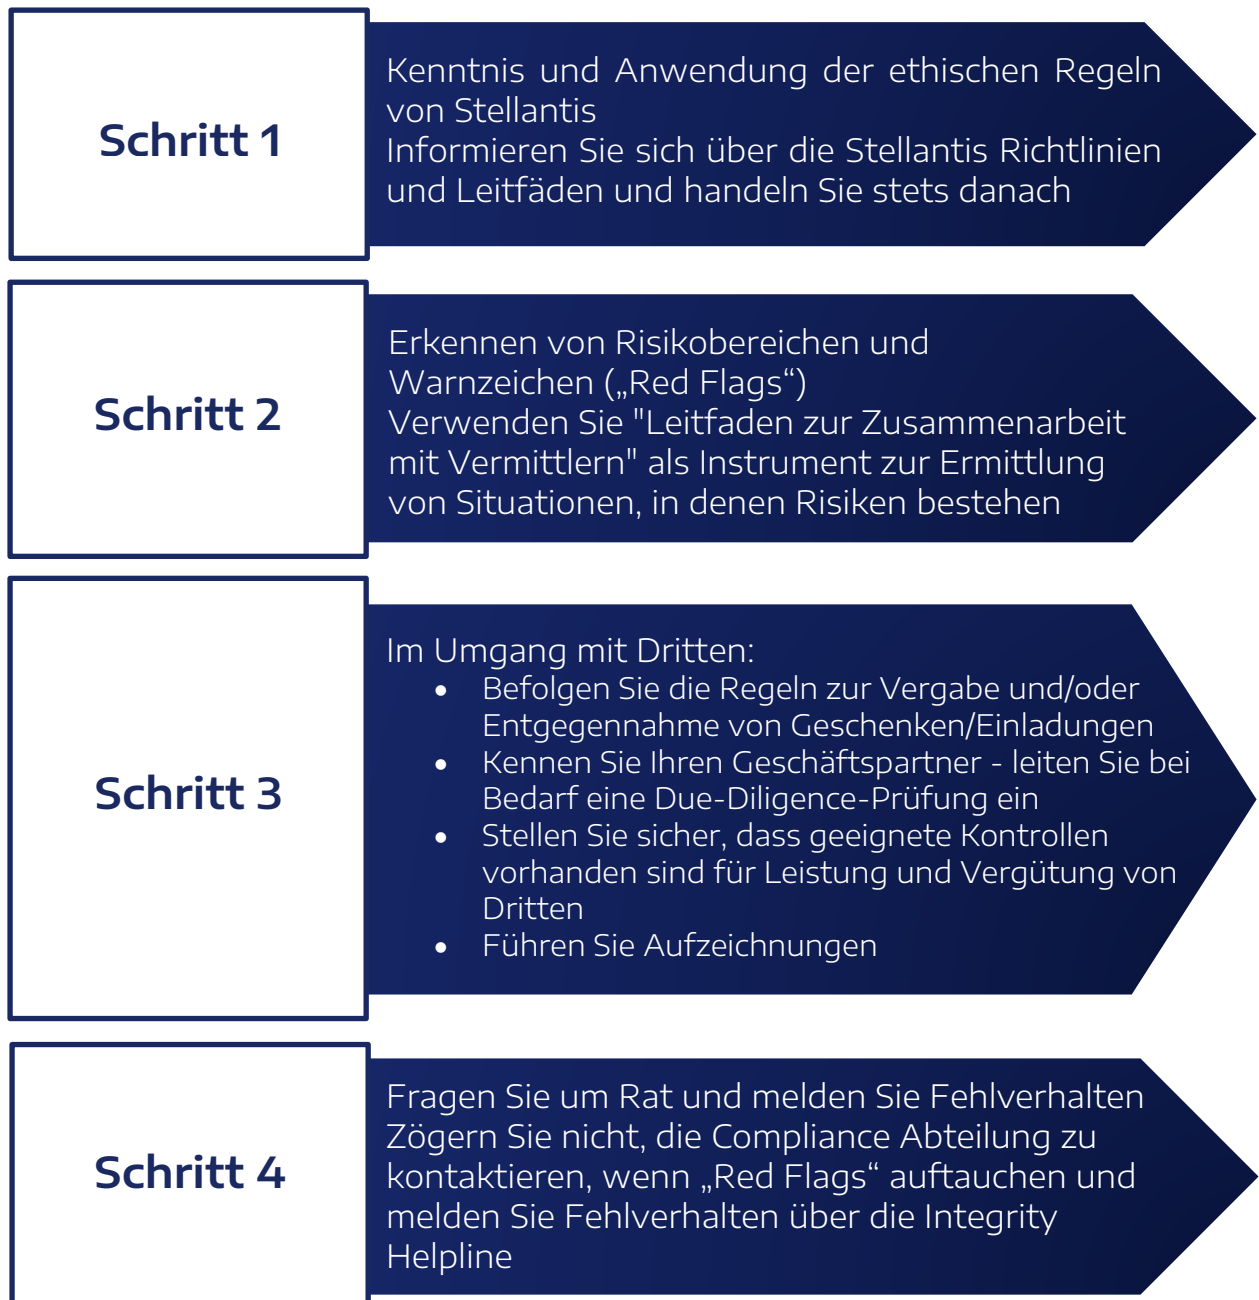 Schritt 1
Kenntnis und Anwendung der ethischen Regeln
von Stellantis
Informieren Sie sich über die Stellantis Richtlinien
und Leitfäden und handeln Sie stets danach
Schritt 2
Erkennen von Risikobereichen und
Warnzeichen („Red Flags“)
Verwenden Sie "Leitfaden zur Zusammenarbeit
mit Vermittlern" als Instrument zur Ermittlung
von Situationen, in denen Risiken bestehen
Schritt 3
Im Umgang mit Dritten:
• Befolgen Sie die Regeln zur Vergabe und/oder
Entgegennahme von Geschenken/Einladungen
• Kennen Sie Ihren Geschäftspartner - leiten Sie bei
Bedarf eine Due-Diligence-Prüfung ein
• Stellen Sie sicher, dass geeignete Kontrollen
vorhanden sind für Leistung und Vergütung von
Dritten
• Führen Sie Aufzeichnungen
Schritt 4
Fragen Sie um Rat und melden Sie Fehlverhalten
Zögern Sie nicht, die Compliance Abteilung zu
kontaktieren, wenn „Red Flags“ auftauchen und
melden Sie Fehlverhalten über die Integrity
Helpline